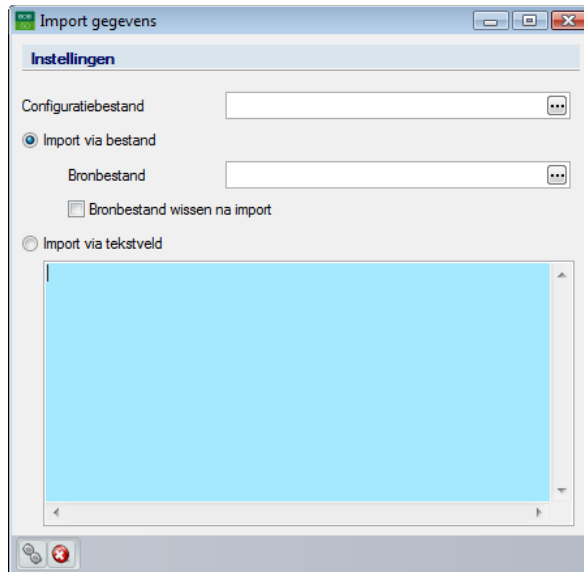 Import gegevens
Instellingen
Configuratiebestand
Import via bestand
Bronbestand
Bronbestand wissen na import
Import via tekstveld